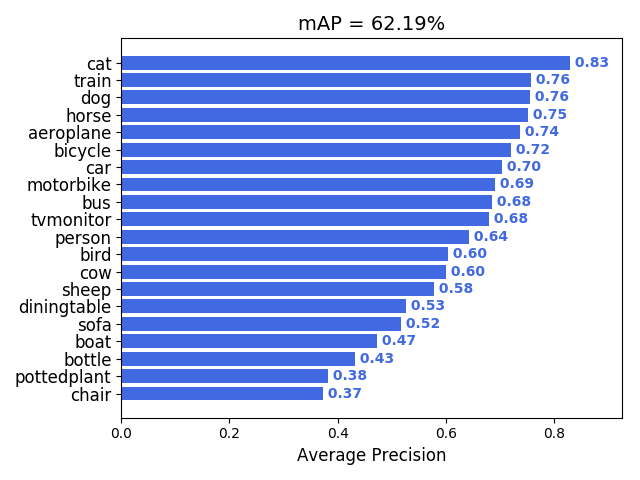 mAP = 62.19%
cat 0.83
train 0.76
dog 0.76
horse 0.75
aeroplane 0.74
bicycle 0.72
car 0.70
motorbike 0.69
bus 0.68
tvmonitor 0.68
person 0.64
bird 0.60
cow 0.60
sheep 0.58
diningtable 0.53
sofa 0.52
boat 0.47
bottle 0.43
pottedplant 0.38
chair 0.37
0.0 0.2 0.4 0.6 0.8
Average Precision